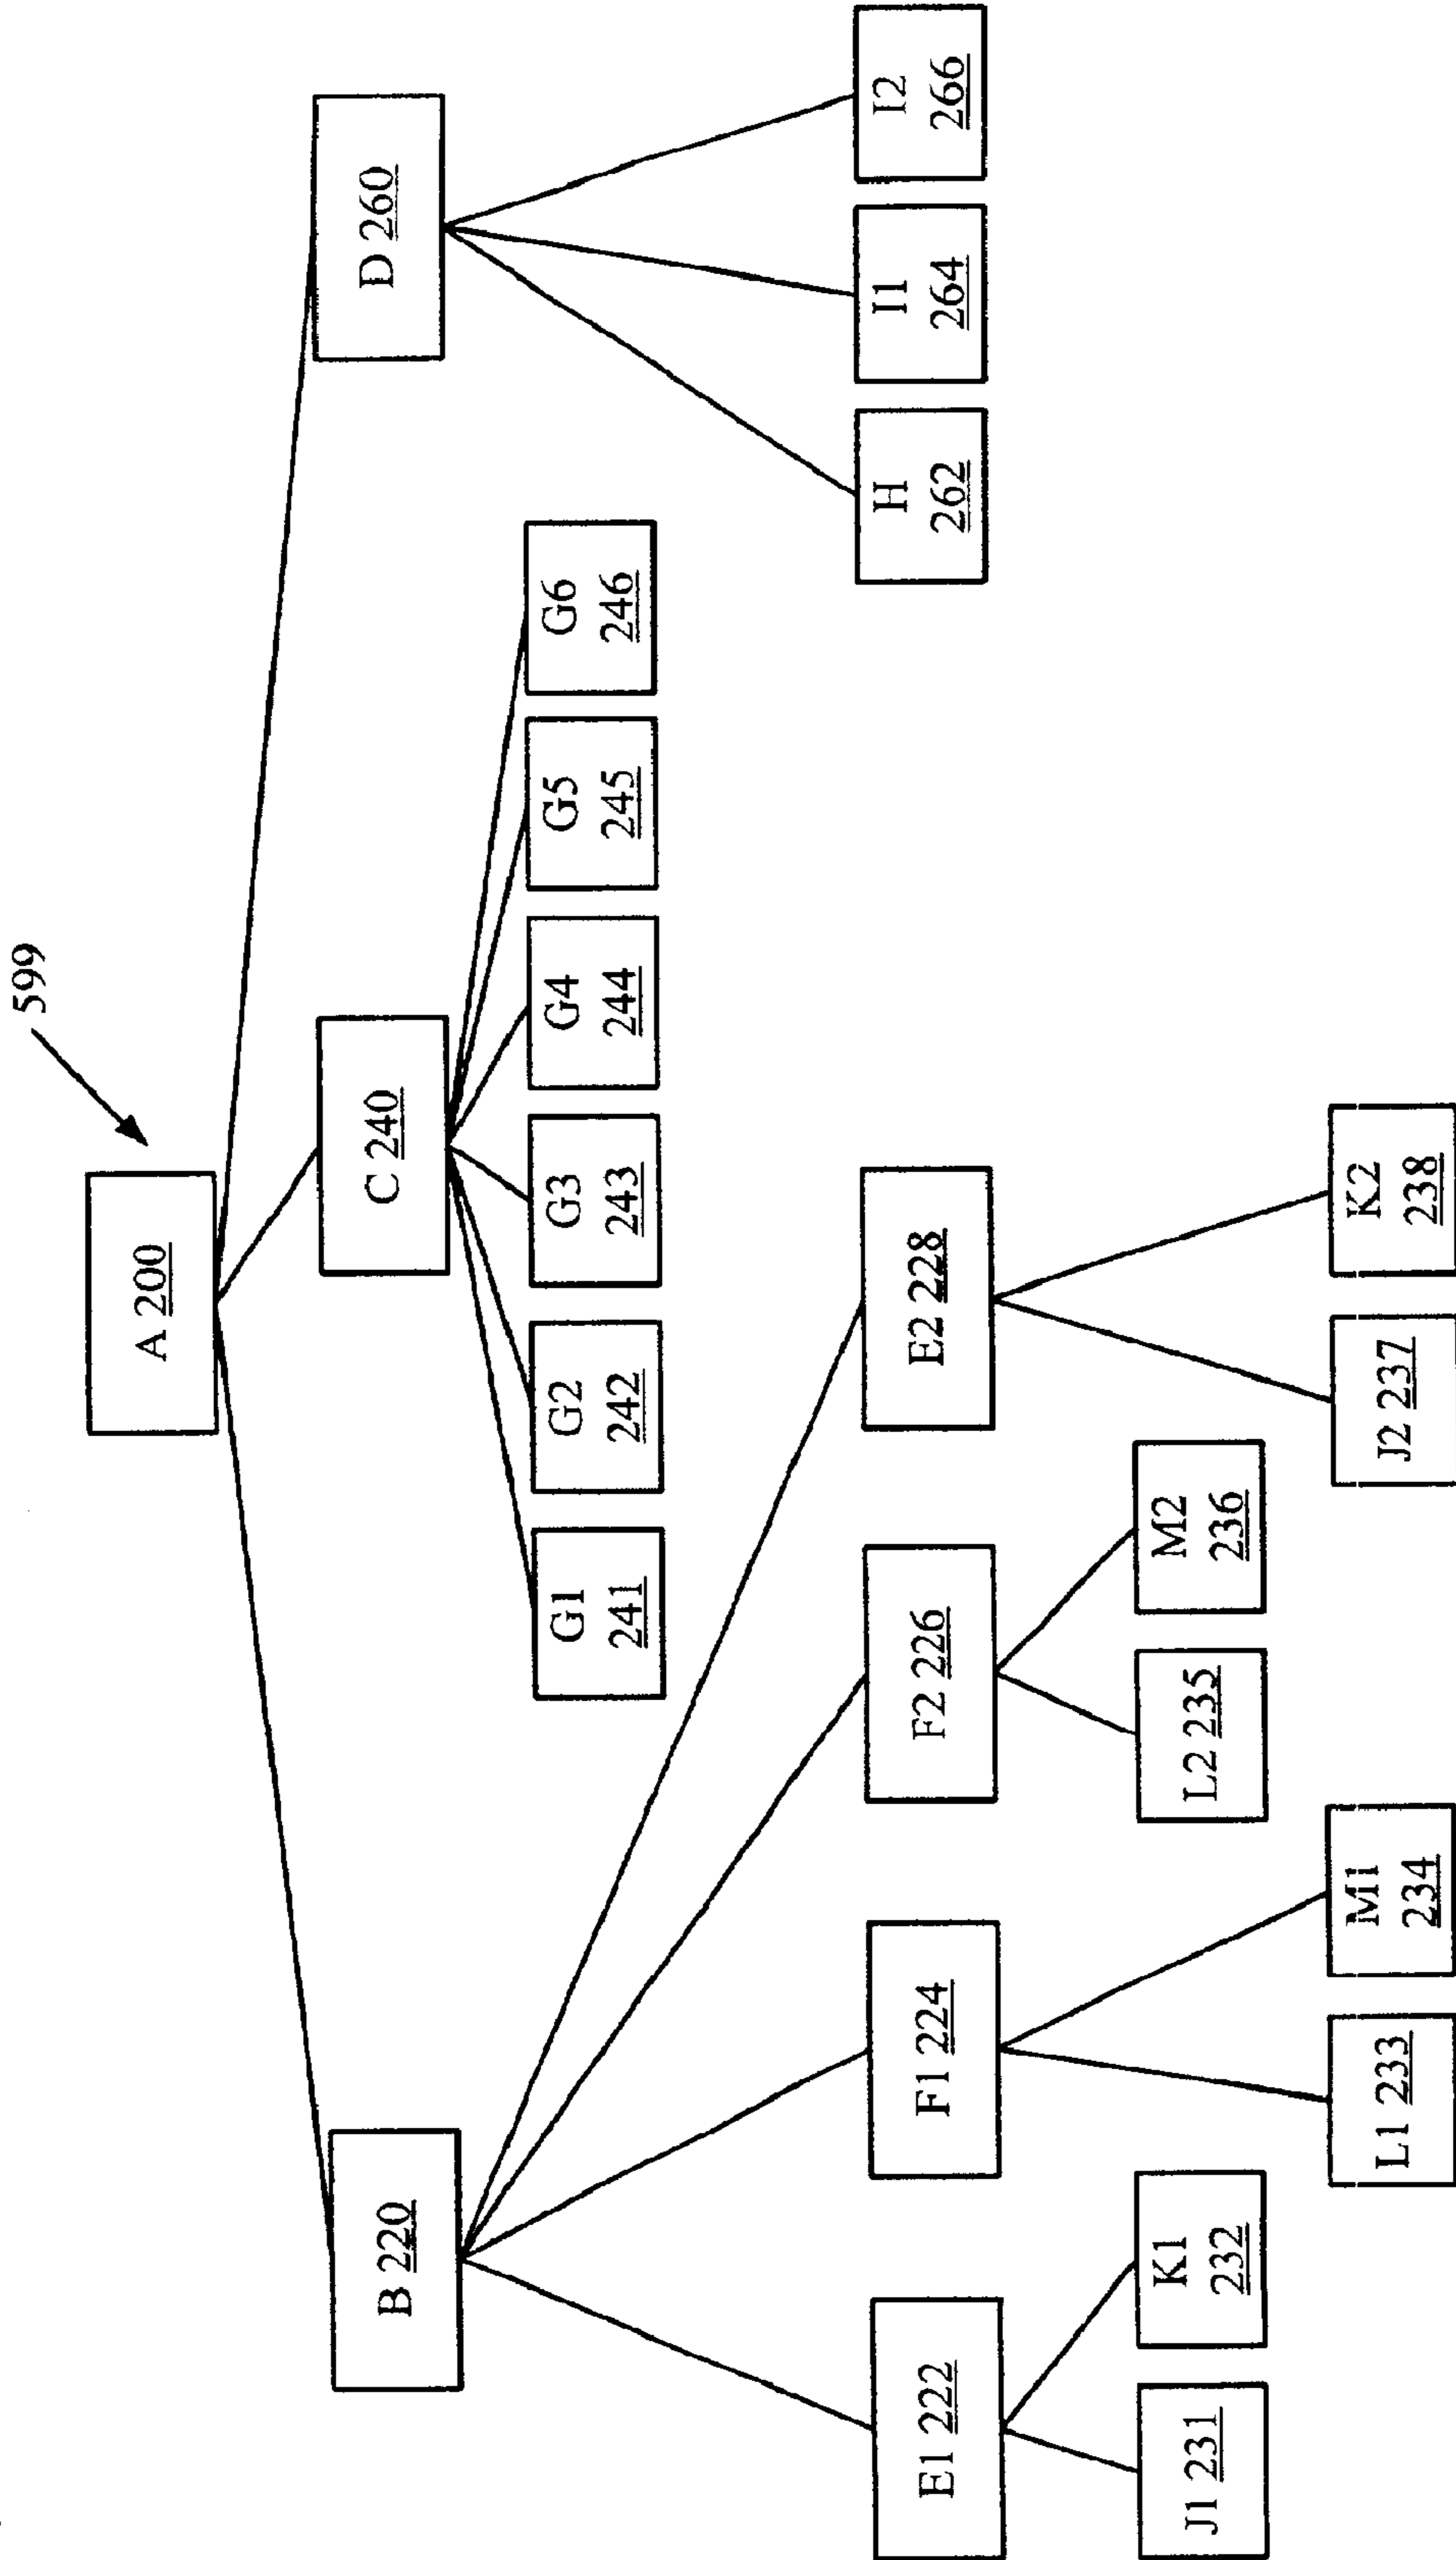 599
A 200
B 220
C 240
D 260
G1
241
G2
242
G3
243
G4
244
G5
245
G6
246
E1 222
F1 224
F2 226
E2 228
H
262
I1
264
I2
266
J1 231
K1
232
L2 235
M2
236
L1 233
M1
234
J2 237
K2
238